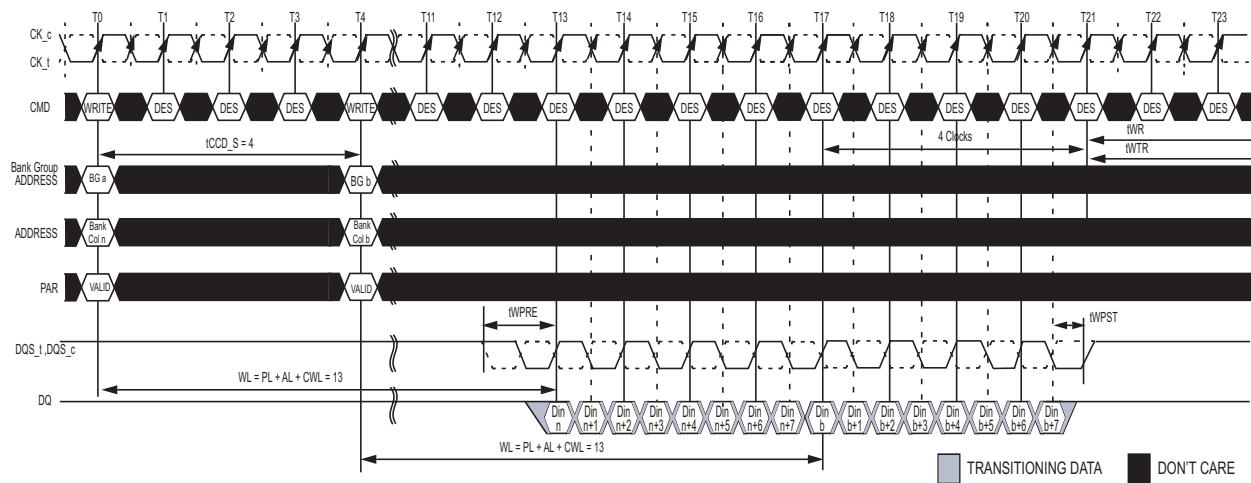 T0 T1 T2 T3 T4 T11 T12 T13 T14 T15 T16 T17 T18 T19 T20 T21 T22 T23
CK_c
CK_t
CMD WRITE DES DES DES WRITE DES DES DES DES DES DES DES DES DES DES DES DES DES
tCCD_S = 4
4 Clocks
tWR
tWTR
Bank Group
ADDRESS
BG a
BG b
ADDRESS
Bank
Col n
Bank
Col b
PAR
VALID
VALID
tWPRE
tWPST
DQS_t ,DQS_c
WL = PL + AL + CWL = 13
DQ
Din
n
Din
n+1
Din
n+2
Din
n+3
Din
n+4
Din
n+5
Din
n+6
Din
n+7
Din
b
Din
b+1
Din
b+2
Din
b+3
Din
b+4
Din
b+5
Din
b+6
Din
b+7
WL = PL + AL + CWL = 13
TRANSITIONING DATA
DON'T CARE